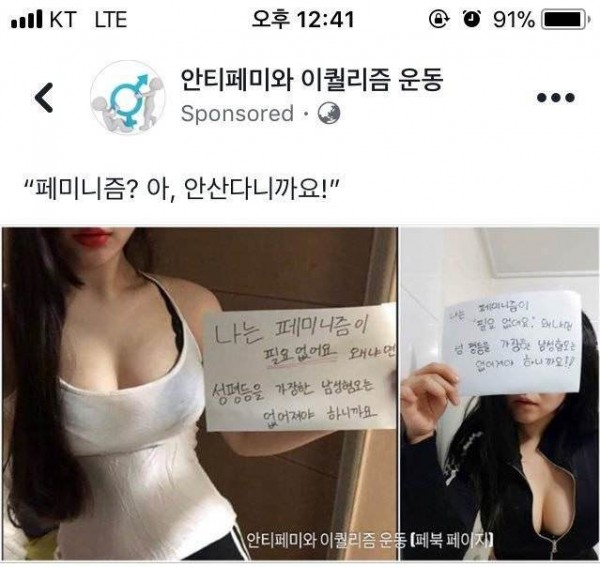 KT LTE 오후 12:41 91%
안티페미와 이퀄리즘 운동
Sponsored ·
“페미니즘? 아, 안산다니까요!”
나는 페미니즘이
필요없어요 왜냐면
성평등을 가장한 남성혐오는
없어져야 하니까요
나는 페미니즘이
필요 없어요, 왜냐면
성 평등을 가장한 남성혐오는
없어져야 하니까요!!
안티페미와 이퀄리즘 운동 [페북 페이지]